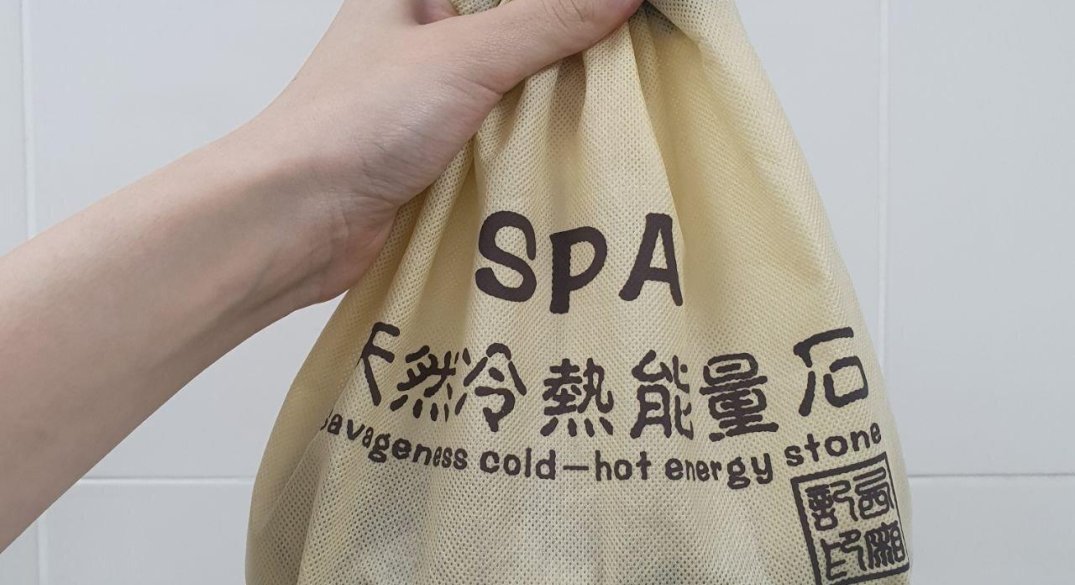 SPA
天然冷熱能量石
savageness cold-hot energy stone